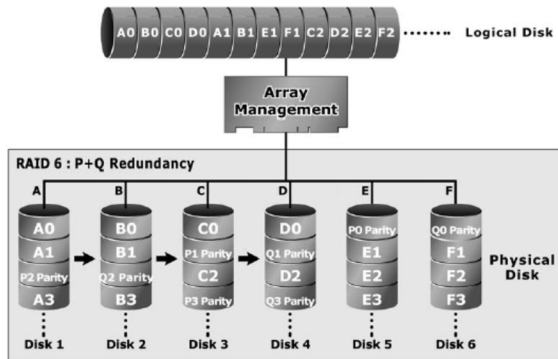 A0 B0 C0 D0 A1 B1 E1 F1 C2 D2 E2 F2 Logical Disk
Array
Management
RAID 6 : P+Q Redundancy
A B C D E F
A0 B0 C0 D0 P0 Parity Q0 Parity
A1 B1 P1 Parity Q1 Parity E1 F1
P2 Parity Q2 Parity C2 D2 E2 F2
A3 B3 P3 Parity Q3 Parity E3 F3
Physical
Disk
Disk 1 Disk 2 Disk 3 Disk 4 Disk 5 Disk 6